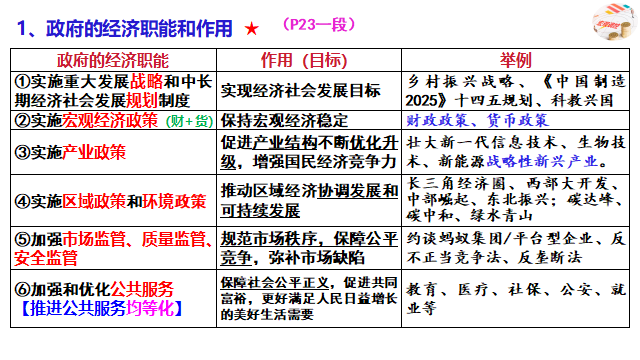 1、政府的经济职能和作用 ★ （P23一段）
政府的经济职能 作用（目标） 举例
①实施重大发展战略和中长
期经济社会发展规划制度
实现经济社会发展目标
乡村振兴战略、《中国制造
2025》十四五规划、科教兴国
②实施宏观经济政策（财+货）
保持宏观经济稳定
财政政策、货币政策
③实施产业政策
促进产业结构不断优化升
级，增强国民经济竞争力
壮大新一代信息技术、生物技
术、新能源战略性新兴产业。
④实施区域政策和环境政策
推动区域经济协调发展和
可持续发展
长三角经济圈、西部大开发、
中部崛起、东北振兴；碳达峰、
碳中和、绿水青山
⑤加强市场监管、质量监管、
安全监管
规范市场秩序，保障公平
竞争，弥补市场缺陷
约谈蚂蚁集团/平台型企业、反
不正当竞争法、反垄断法
⑥加强和优化公共服务
【推进公共服务均等化】
保障社会公平正义，促进共同
富裕，更好满足人民日益增长
的美好生活需要
教育、医疗、社保、公安、就
业等